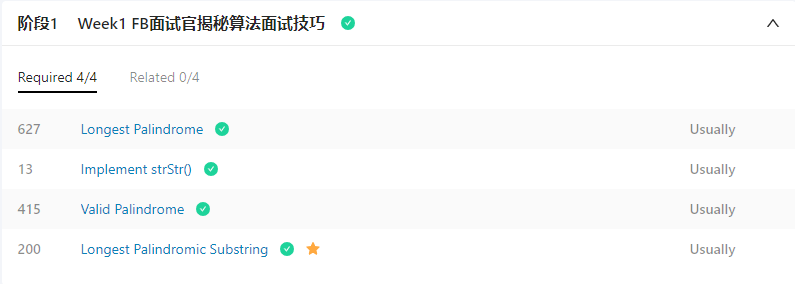 阶段1 Week1 FB面试官揭秘算法面试技巧
Required 4/4 Related 0/4
627 Longest Palindrome Usually
13 Implement strStr() Usually
415 Valid Palindrome Usually
200 Longest Palindromic Substring Usually